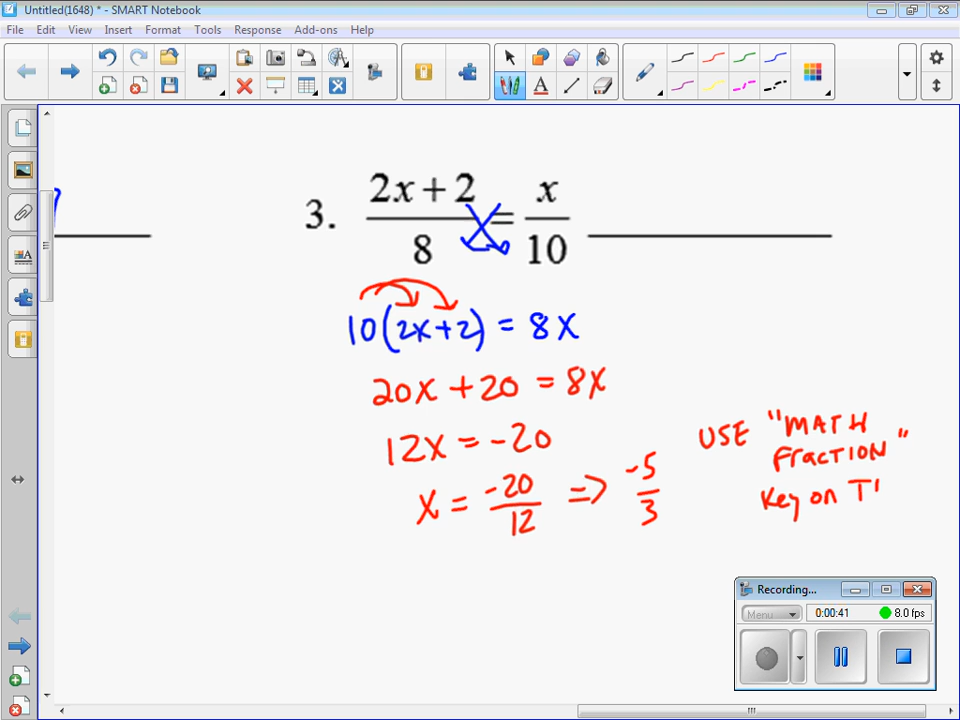 Untitled(1648) * - SMART Notebook
File Edit View Insert Format Tools Response Add-ons Help
3. 2x+2 / 8 = x / 10
10(2x+2) = 8x
20x + 20 = 8x
12x = -20
x = -20/12 => -5/3
USE "MATH
FracTION"
Key on TI
Recording...
Menu 0:00:41 8.0 fps